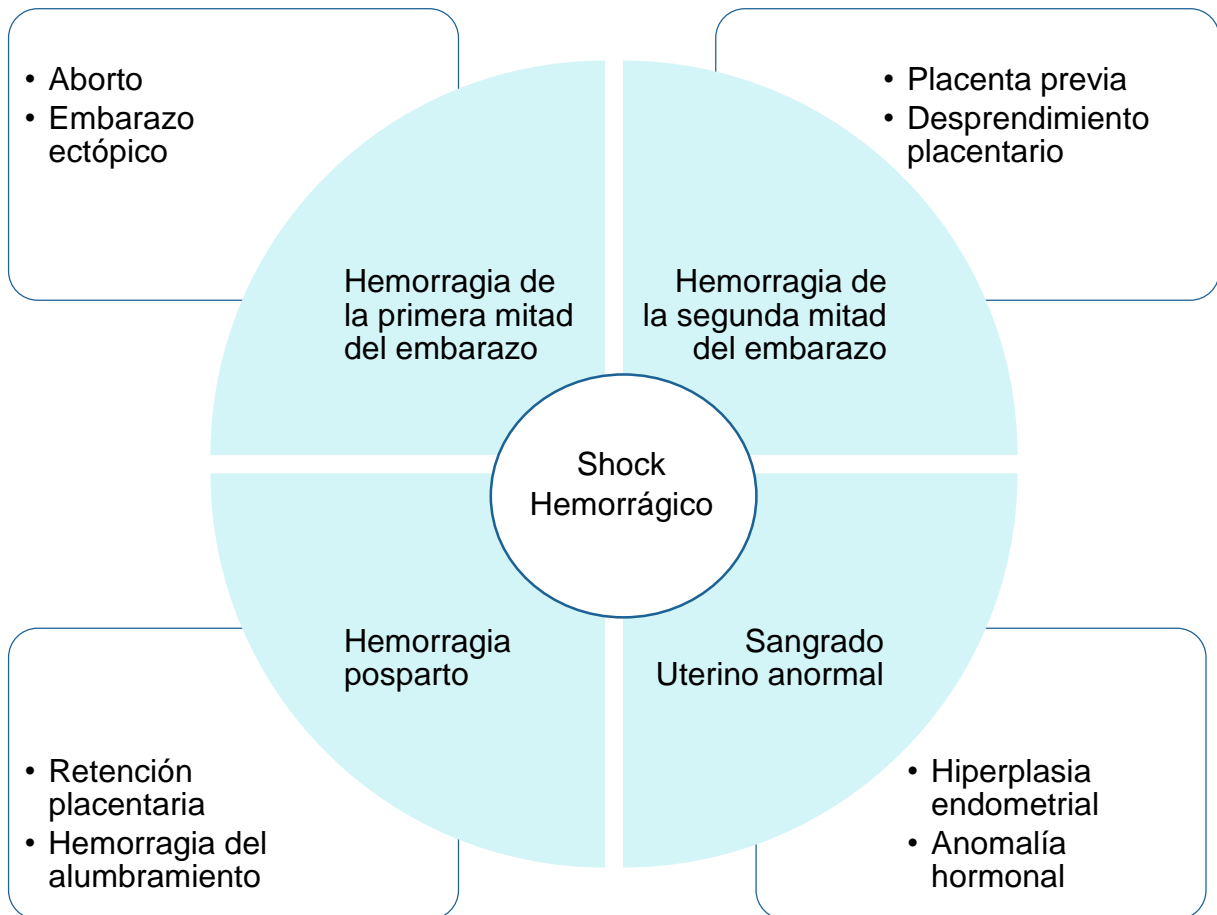 • Aborto
• Embarazo
ectópico
• Placenta previa
• Desprendimiento
placentario
Hemorragia de
la primera mitad
del embarazo
Hemorragia de
la segunda mitad
del embarazo
Shock
Hemorrágico
Hemorragia
posparto
Sangrado
Uterino anormal
• Retención
placentaria
• Hemorragia del
alumbramiento
• Hiperplasia
endometrial
• Anomalía
hormonal